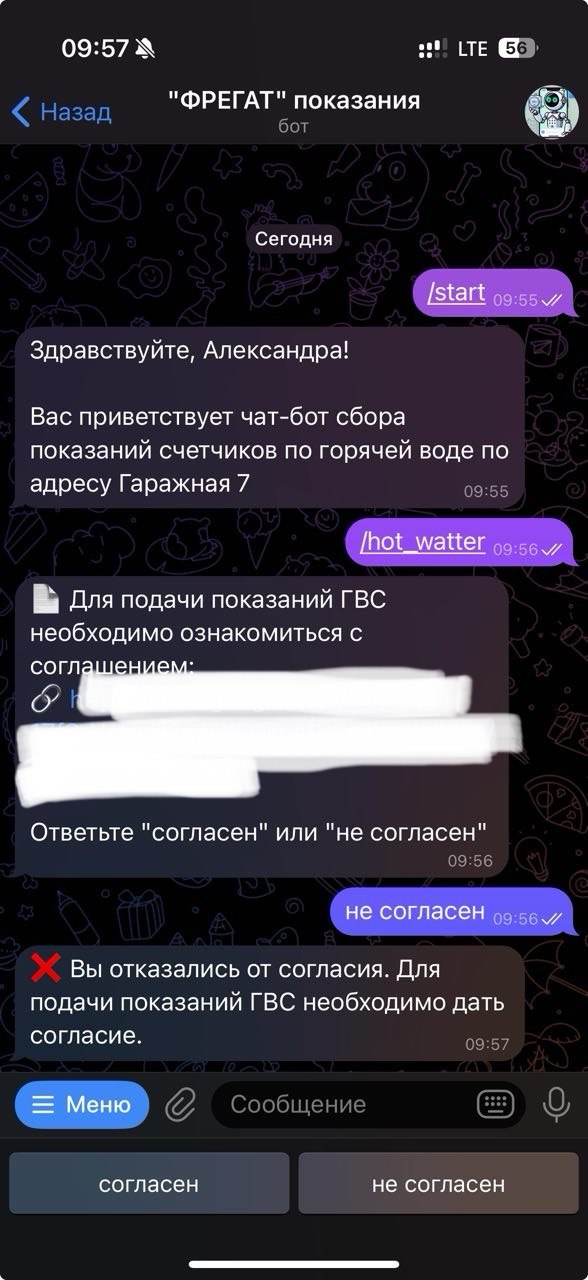 09:57
LTE
56
Назад
"ФРЕГАТ" показания
бот
Сегодня
/start 09:55
Здравствуйте, Александра!
Вас приветствует чат-бот сбора
показаний счетчиков по горячей воде по
адресу Гаражная 7
09:55
/hot_watter 09:56
Для подачи показаний ГВС
необходимо ознакомиться с
соглашением:
Ответьте "согласен" или "не согласен"
09:56
не согласен 09:56
Вы отказались от согласия. Для
подачи показаний ГВС необходимо дать
согласие.
09:57
Меню
Сообщение
согласен
не согласен